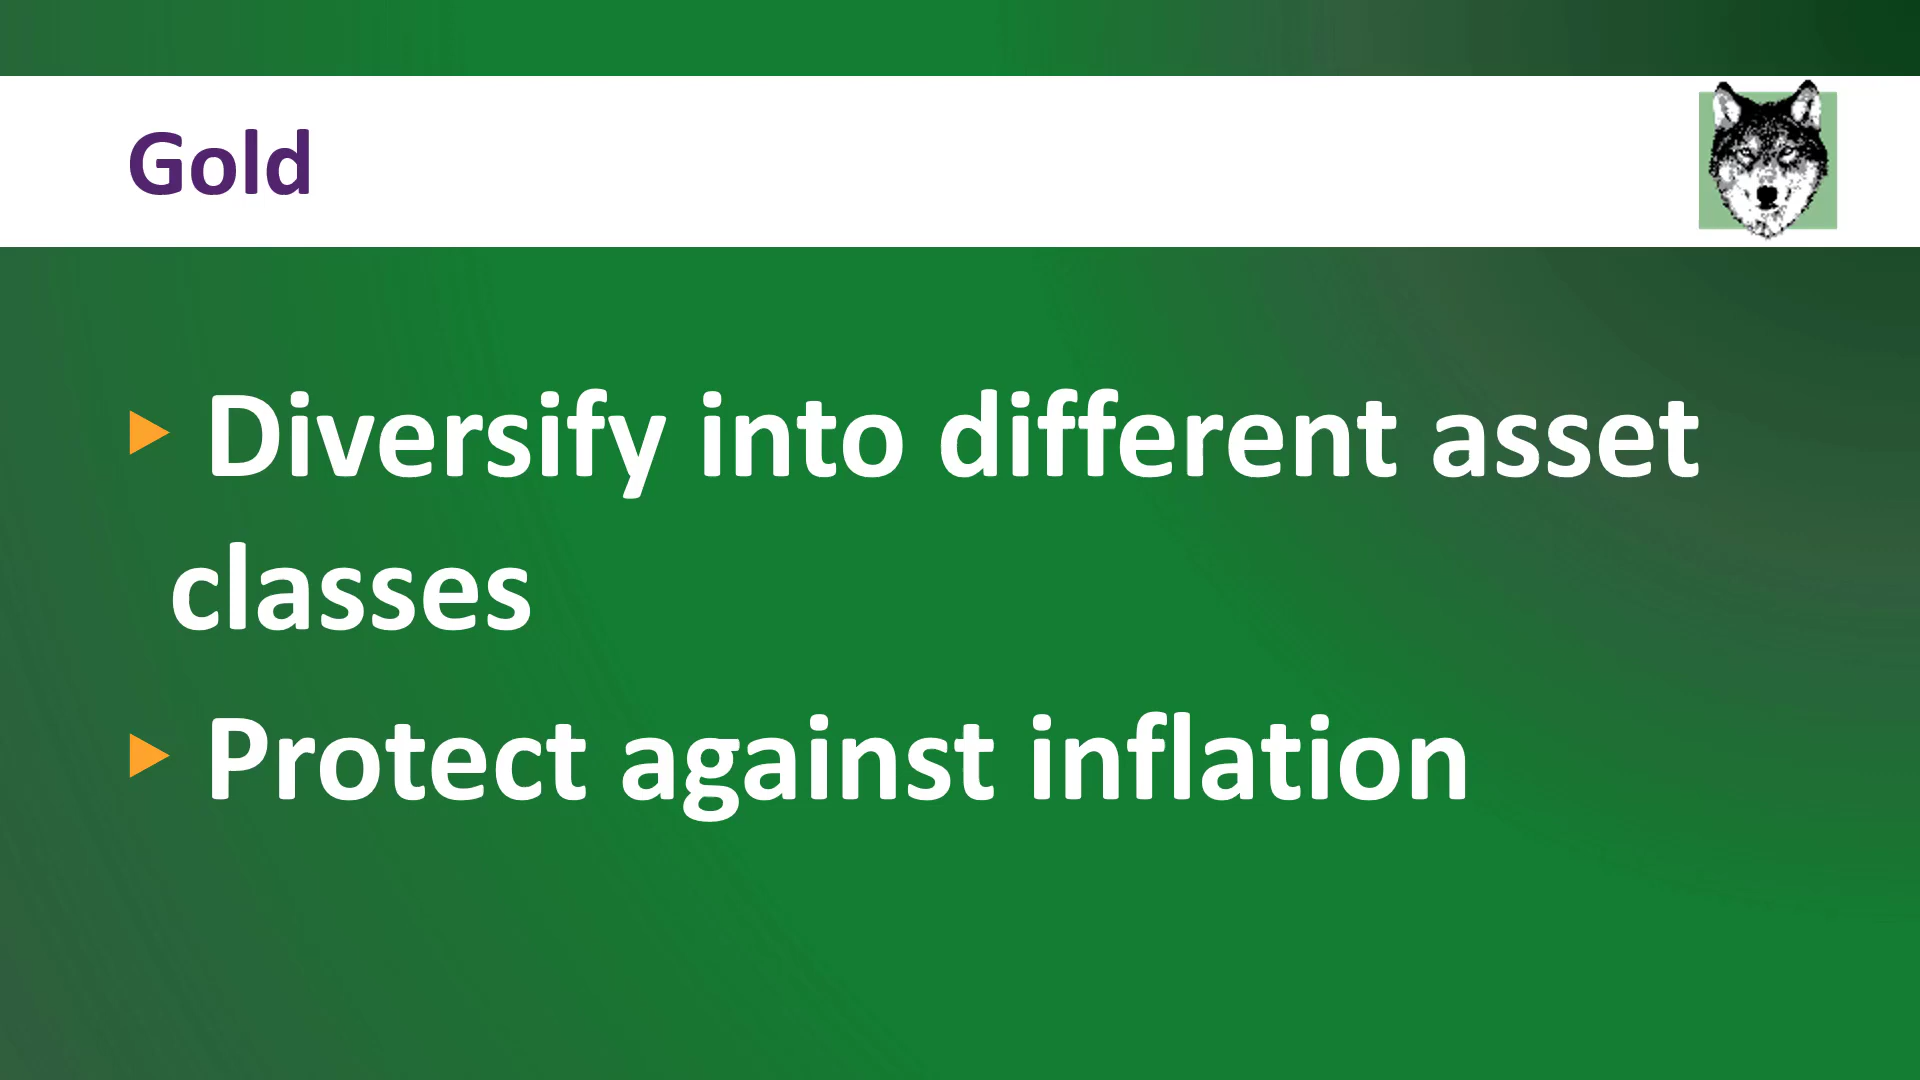 Gold
▶ Diversify into different asset
classes
▶ Protect against inflation